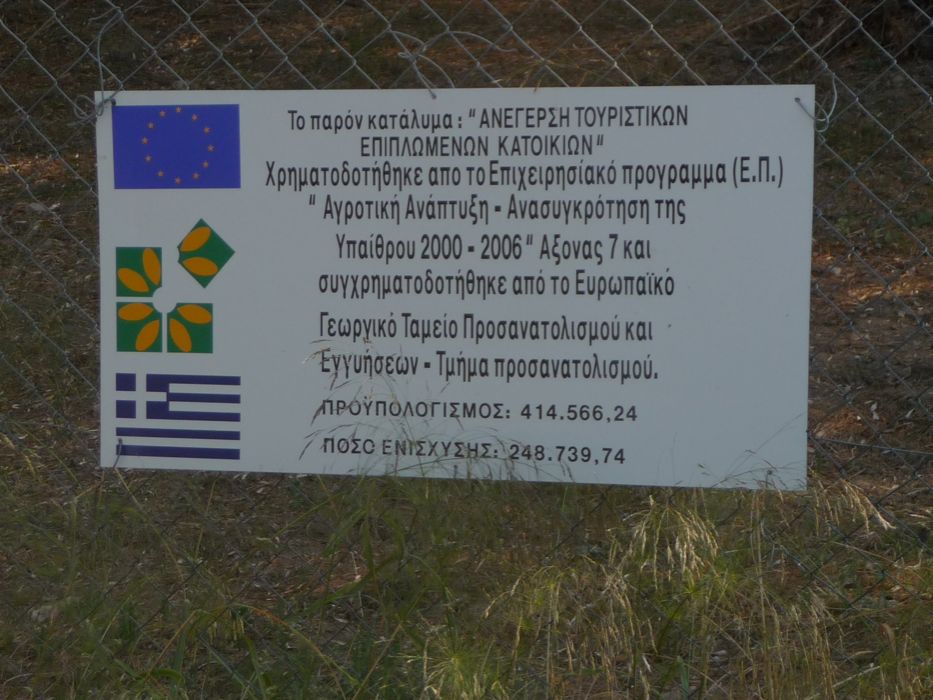 Το παρόν κατάλυμα : "ΑΝΕΓΕΡΣΗ ΤΟΥΡΙΣΤΙΚΩΝ
ΕΠΙΠΛΩΜΕΝΩΝ ΚΑΤΟΙΚΙΩΝ"
Χρηματοδοτήθηκε απο το Επιχειρησίακό πρόγραμμα (Ε.Π.)
" Αγροτική Ανάπτυξη - Ανασυγκρότηση της
Υπαίθρου 2000 - 2006" Αξονας 7 και
συγχρηματοδοτήθηκε από το Ευρωπαϊκό
Γεωργικό Ταμείο Προσανατολισμού και
Εγγυήσεων - Τμήμα προσανατολισμού.
ΠΡΟΥΠΟΛΟΓΙΣΜΟΣ: 414.566,24
ΠΟΣΟ ΕΝΙΣΧΥΣΗΣ: 248.739,74